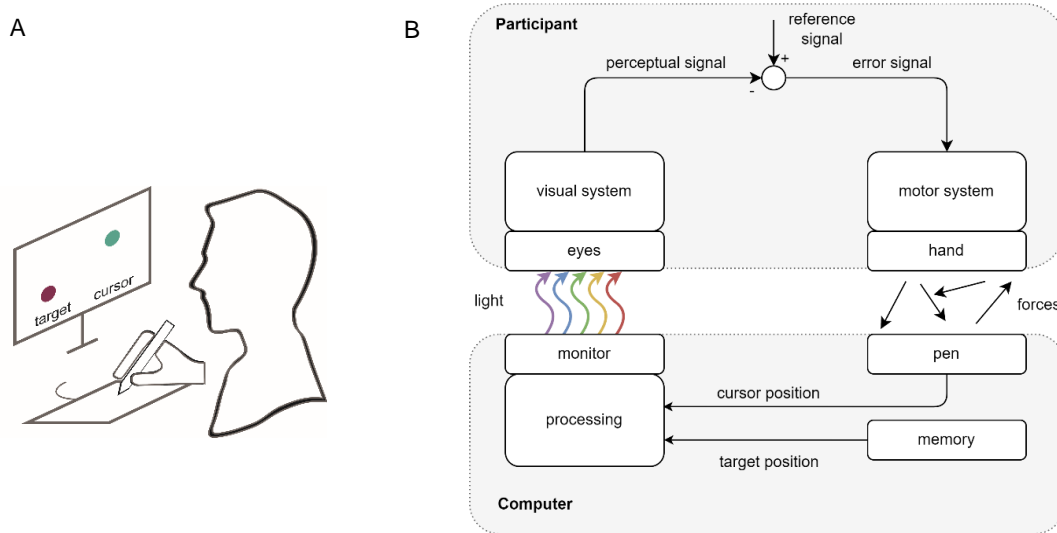 A
target
cursor
B
Participant
reference
signal
perceptual signal
+
-
error signal
visual system
motor system
eyes
hand
light
forces
monitor
pen
cursor position
processing
memory
target position
Computer